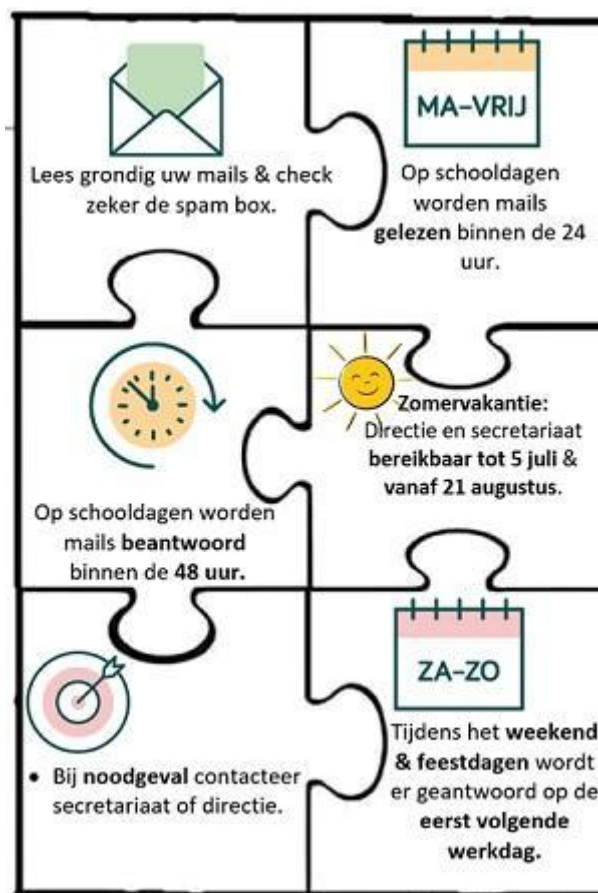 Lees grondig uw mails & check
zeker de spam box.
MA-VRIJ
Op schooldagen
worden mails
gelezen binnen de 24
uur.
Op schooldagen worden
mails beantwoord
binnen de 48 uur.
Zomervakantie:
Directie en secretariaat
bereikbaar tot 5 juli &
vanaf 21 augustus.
• Bij noodgeval contacteer
secretariaat of directie.
ZA-ZO
Tijdens het weekend
& feestdagen wordt
er geantwoord op de
eerst volgende
werkdag.